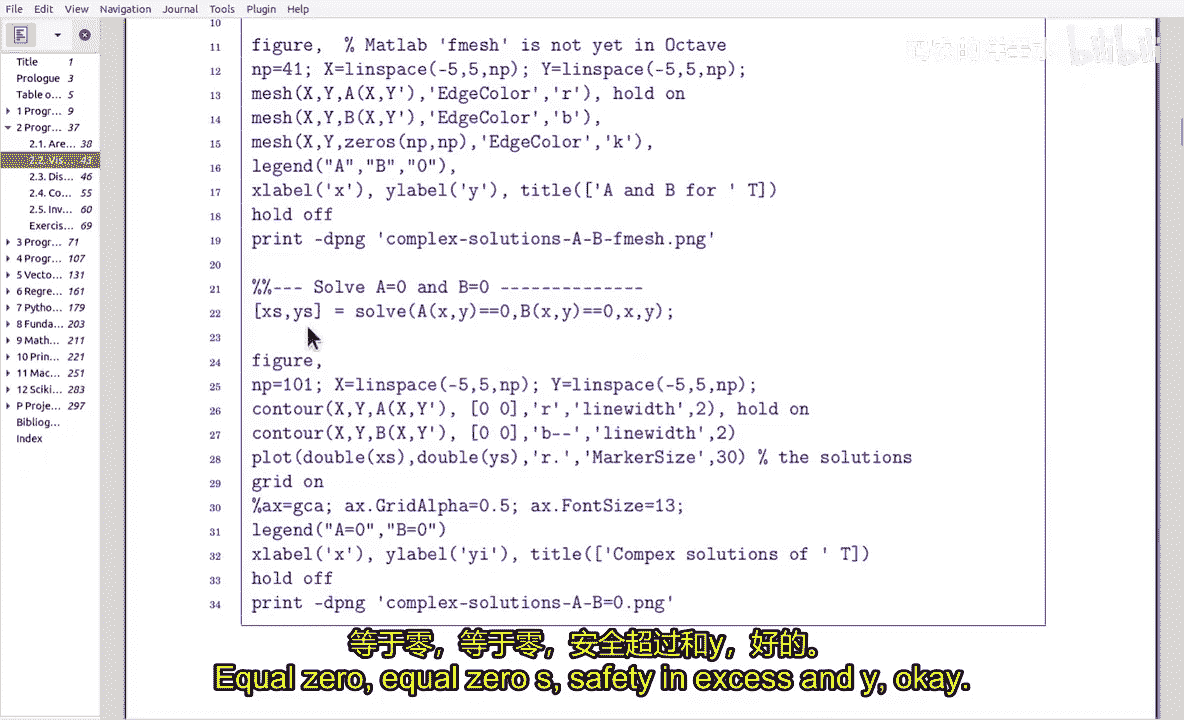 File Edit View Navigation Journal Tools Plugin Help
Title 1
Prologue 3
Table o... 5
1 Progr... 9
2 Progr... 37
2.1. Are... 38
2.3. Dis... 46
2.4. Co... 55
2.5. Inv... 60
Exercis... 69
3 Progr... 71
4 Progr... 107
5 Vecto... 131
6 Regre... 161
7 Pytho... 179
8 Funda... 203
9 Math... 211
10 Prin... 221
11 Mac... 251
12 Sciki... 283
P Proje... 297
Bibliog...
Index
10
11 figure, % Matlab 'fmesh' is not yet in Octave
12 np=41; X=linspace(-5,5,np); Y=linspace(-5,5,np);
13 mesh(X,Y,A(X,Y'),'EdgeColor','r'), hold on
14 mesh(X,Y,B(X,Y'),'EdgeColor','b'),
15 mesh(X,Y,zeros(np,np),'EdgeColor','k'),
16 legend("A","B","0"),
17 xlabel('x'), ylabel('y'), title(['A and B for ' T])
18 hold off
19 print -dpng 'complex-solutions-A-B-fmesh.png'
20
21 %%--- Solve A=0 and B=0 --------------
22 [xs,ys] = solve(A(x,y)==0,B(x,y)==0,x,y);
23
24 figure,
25 np=101; X=linspace(-5,5,np); Y=linspace(-5,5,np);
26 contour(X,Y,A(X,Y'), [0 0],'r','linewidth',2), hold on
27 contour(X,Y,B(X,Y'), [0 0],'b--','linewidth',2)
28 plot(double(xs),double(ys),'r.','MarkerSize',30) % the solutions
29 grid on
30 %ax=gca; ax.GridAlpha=0.5; ax.FontSize=13;
31 legend("A=0","B=0")
32 xlabel('x'), ylabel('yi'), title(['Compex solutions of ' T])
33 hold off
34 print -dpng 'complex-solutions-A-B=0.png'
等于零，等于零，安全超过和y，好的。
Equal zero, equal zero s, safety in excess and y, okay.